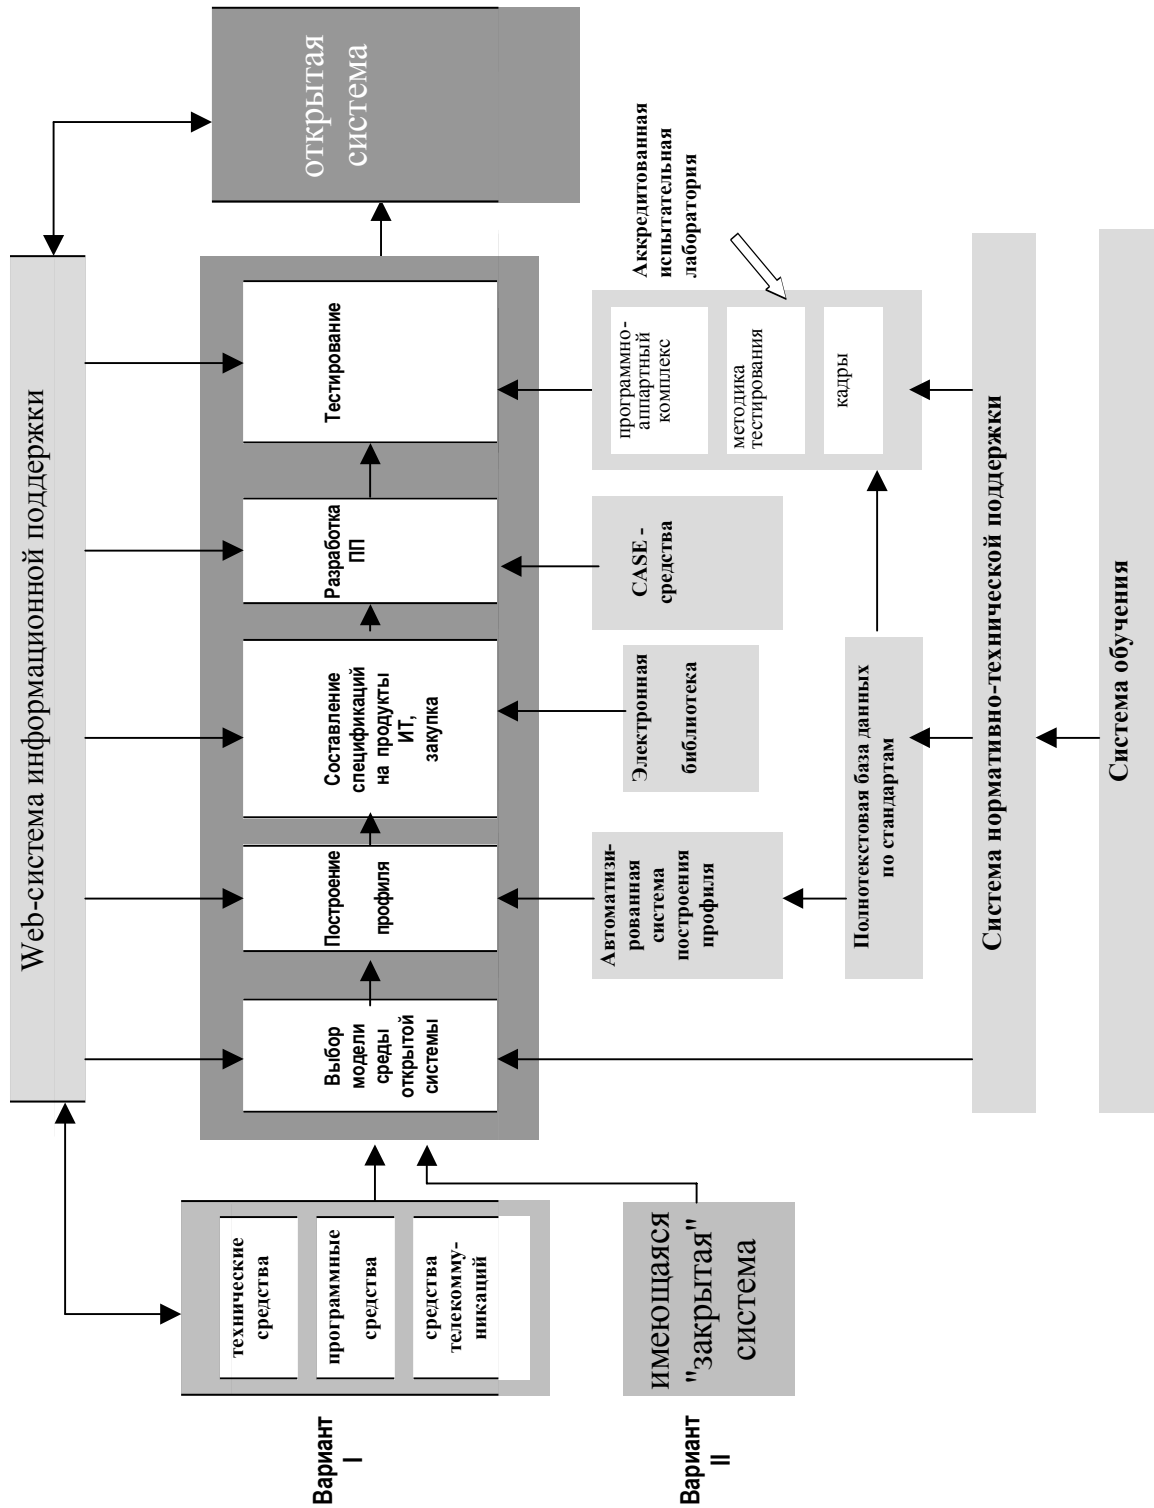 Web-система информационной поддержки
Вариант
I
технические
средства
программные
средства
средства
телекомму-
никаций
Вариант
II
имеющаяся
"закрытая"
система
Выбор
модели
среды
открытой
системы
Построение
профиля
Составление
спецификаций
на продукты
ИТ,
закупка
Разработка
ПП
Тестирование
открытая
система
Автоматизи-
рованная
система
построения
профиля
Электронная
библиотека
CASE -
средства
программно-
аппартный
комплекс
методика
тестирования
кадры
Аккредитованная
испытательная
лаборатория
Полнотекстовая база данных
по стандартам
Система нормативно-технической поддержки
Система обучения